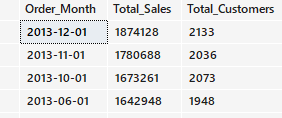 Order_Month Total_Sales Total_Customers
2013-12-01 1874128 2133
2013-11-01 1780688 2036
2013-10-01 1673261 2073
2013-06-01 1642948 1948